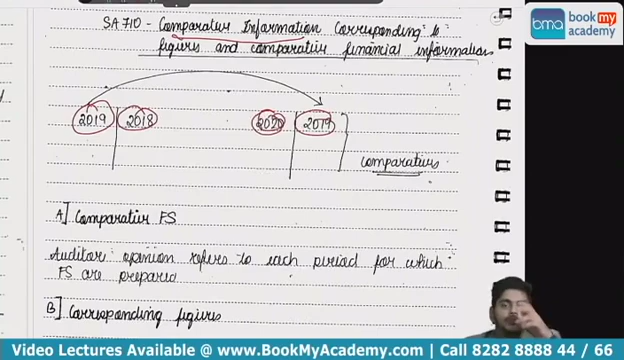 SA 710 - Comparative Information Corresponding to
figures and comparative financial information
bma
book my
academy
2019 2018 2020 2019
comparatives
A] Comparative FS
Auditor opinion refers to each period for which
FS are prepared
B] Corresponding figures
Video Lectures Available @ www.BookMyAcademy.com | Call 8282 8888 44 / 66